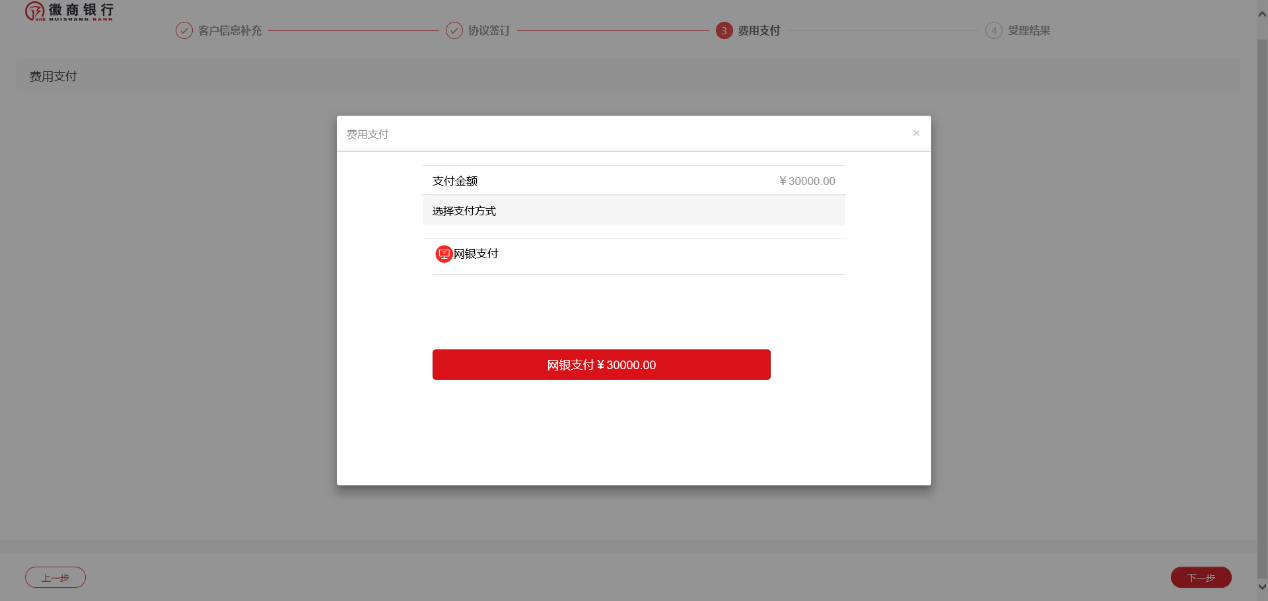 徽商银行
HUISHANG BANK
客户信息补充
协议签订
3 费用支付
4 受理结果
费用支付
费用支付 ×
支付金额 ￥30000.00
选择支付方式
网银支付
网银支付￥30000.00
上一步 下一步